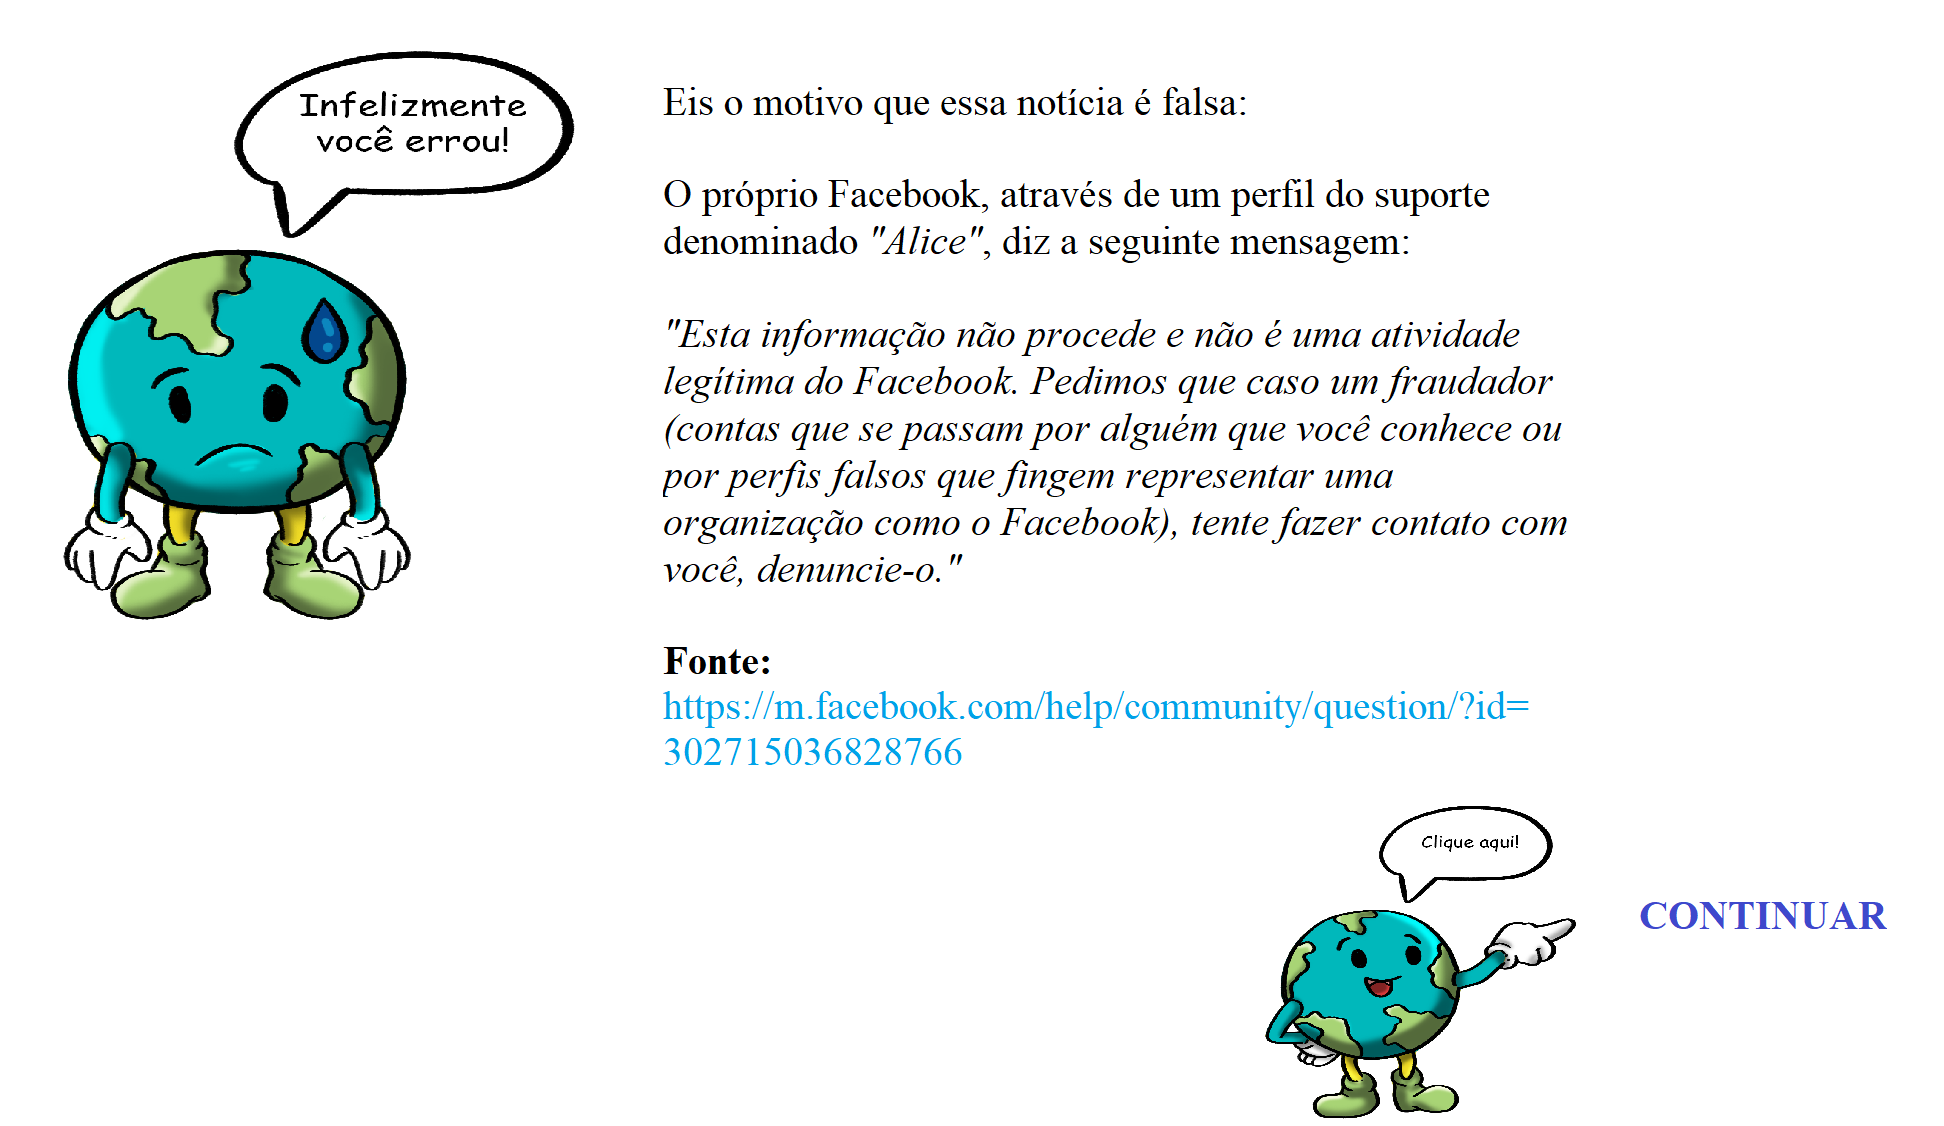 Infelizmente
você errou!
Eis o motivo que essa notícia é falsa:
O próprio Facebook, através de um perfil do suporte
denominado "Alice", diz a seguinte mensagem:
"Esta informação não procede e não é uma atividade
legítima do Facebook. Pedimos que caso um fraudador
(contas que se passam por alguém que você conhece ou
por perfis falsos que fingem representar uma
organização como o Facebook), tente fazer contato com
você, denuncie-o."
Fonte:
https://m.facebook.com/help/community/question/?id=
302715036828766
Clique aqui!
CONTINUAR